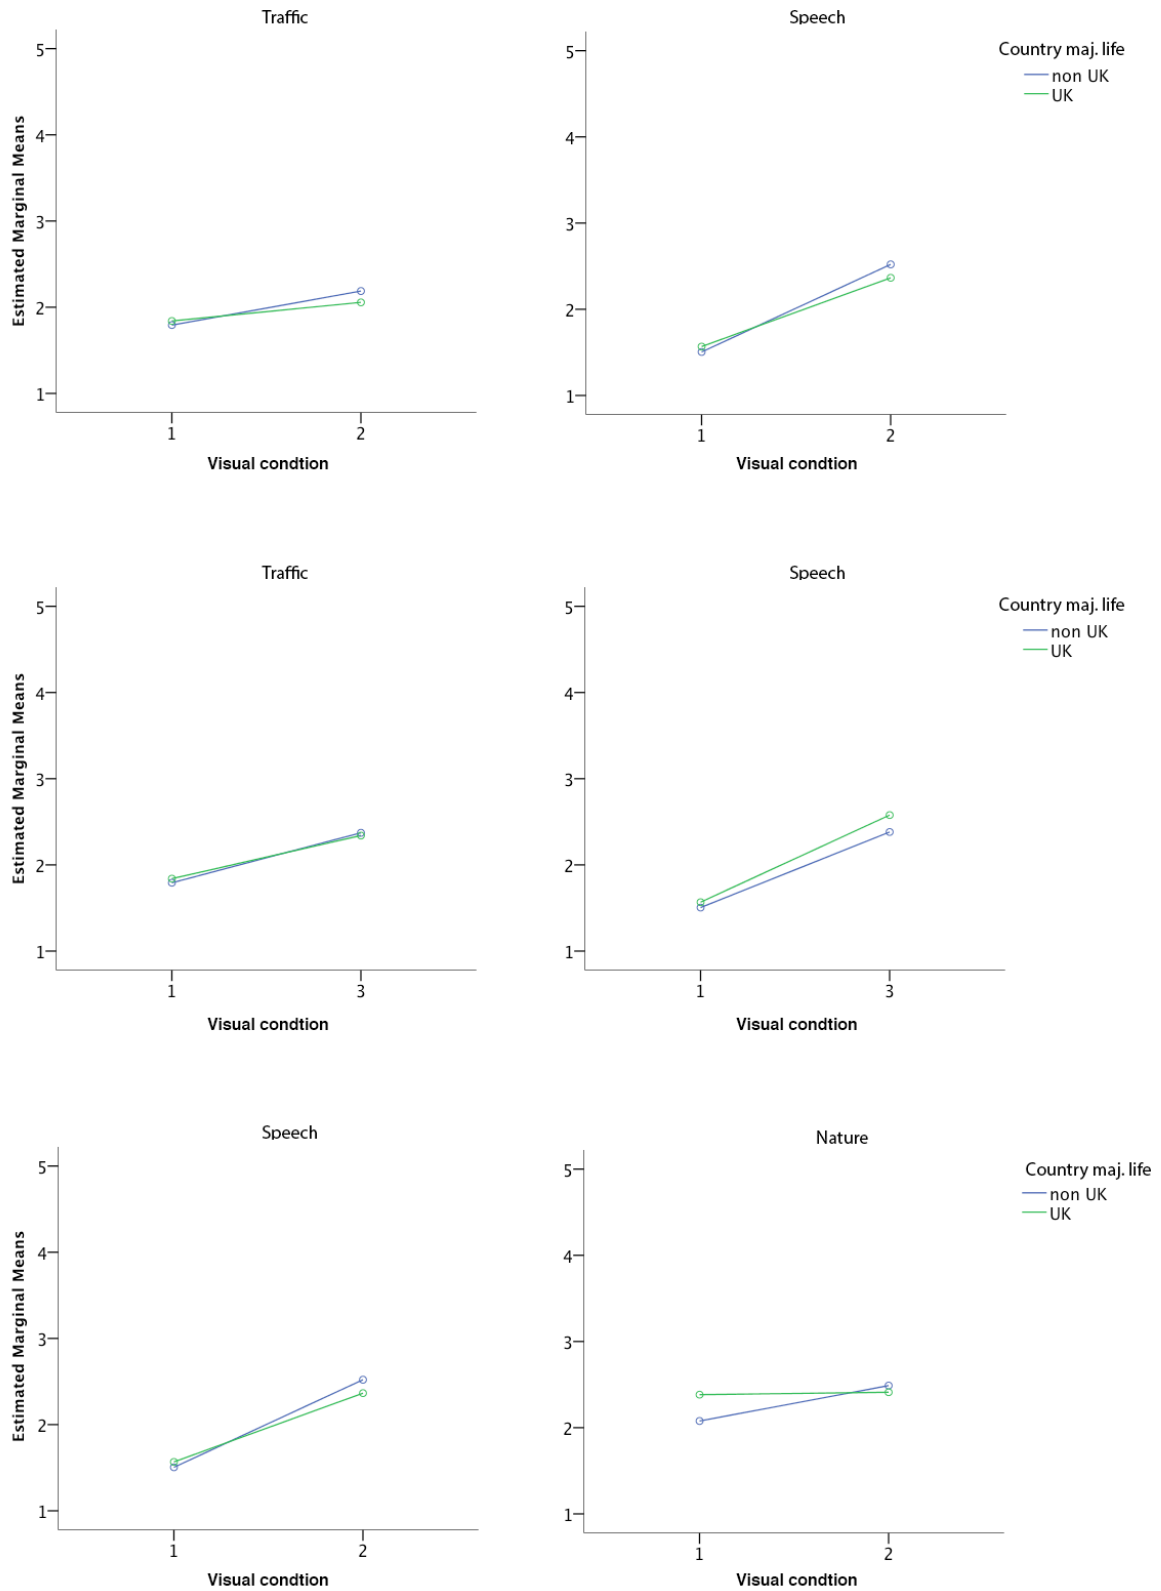 Traffic
5
4
3
2
1
Estimated Marginal Means
1 2
Visual condtion
Speech
5
4
3
2
1
1 2
Visual condtion
Country maj. life
non UK
UK
Traffic
5
4
3
2
1
Estimated Marginal Means
1 3
Visual condtion
Speech
5
4
3
2
1
1 3
Visual condtion
Country maj. life
non UK
UK
Speech
5
4
3
2
1
Estimated Marginal Means
1 2
Visual condtion
Nature
5
4
3
2
1
1 2
Visual condtion
Country maj. life
non UK
UK